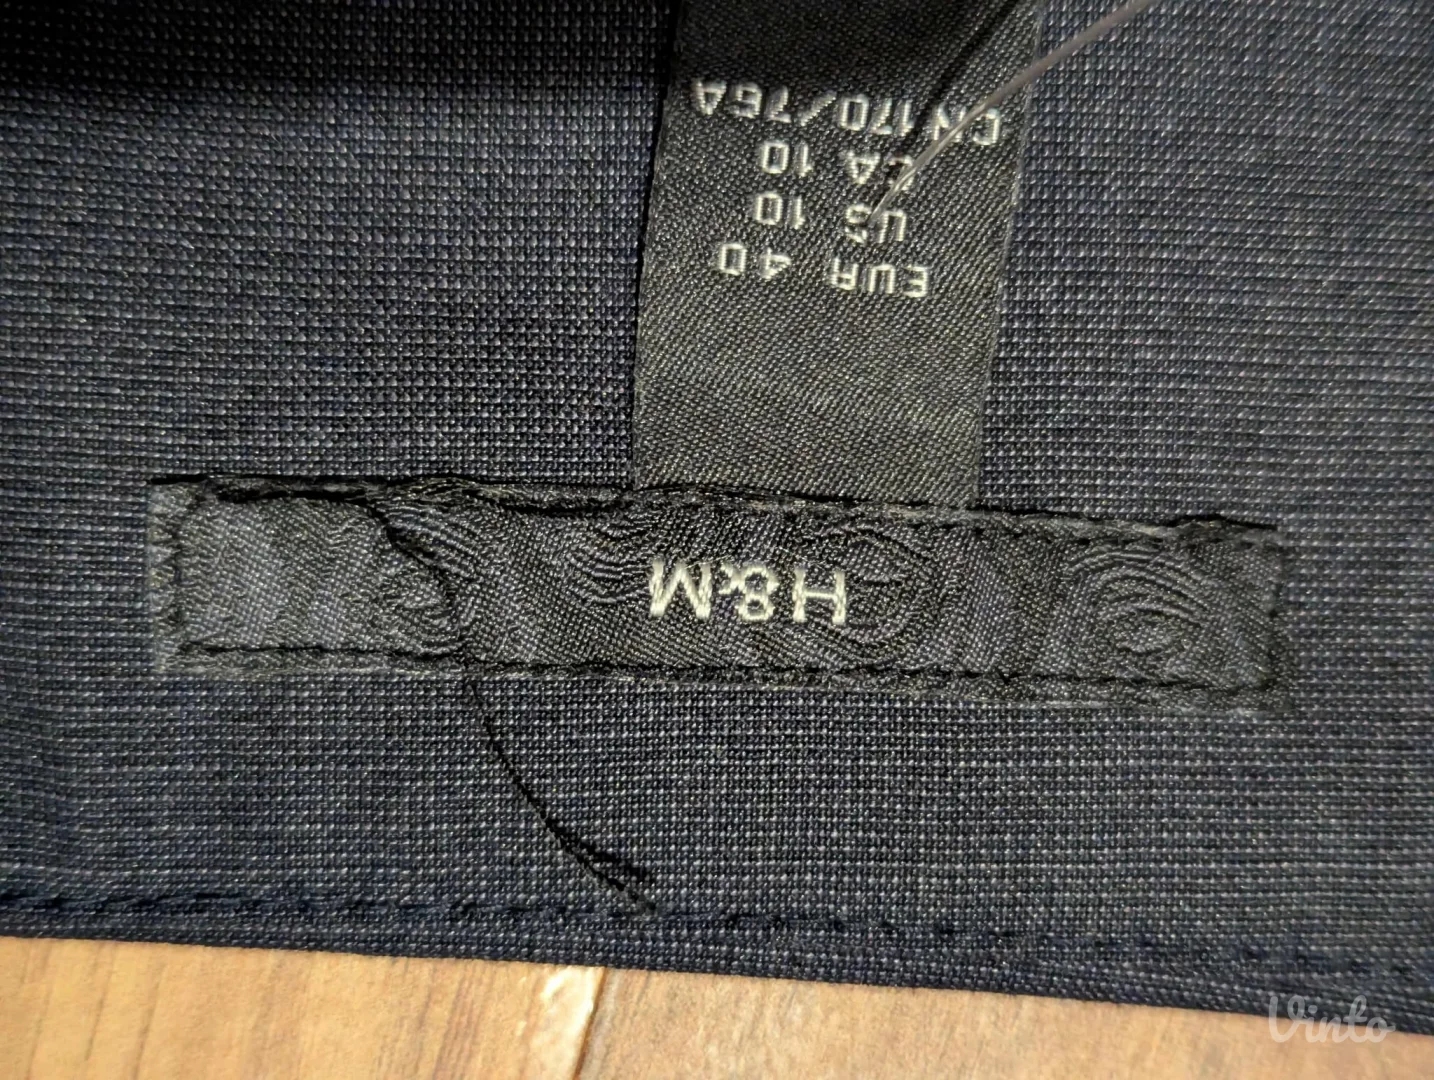 H&M
EUR 40
US 10
CA 10
CN 170/76A
Vinto